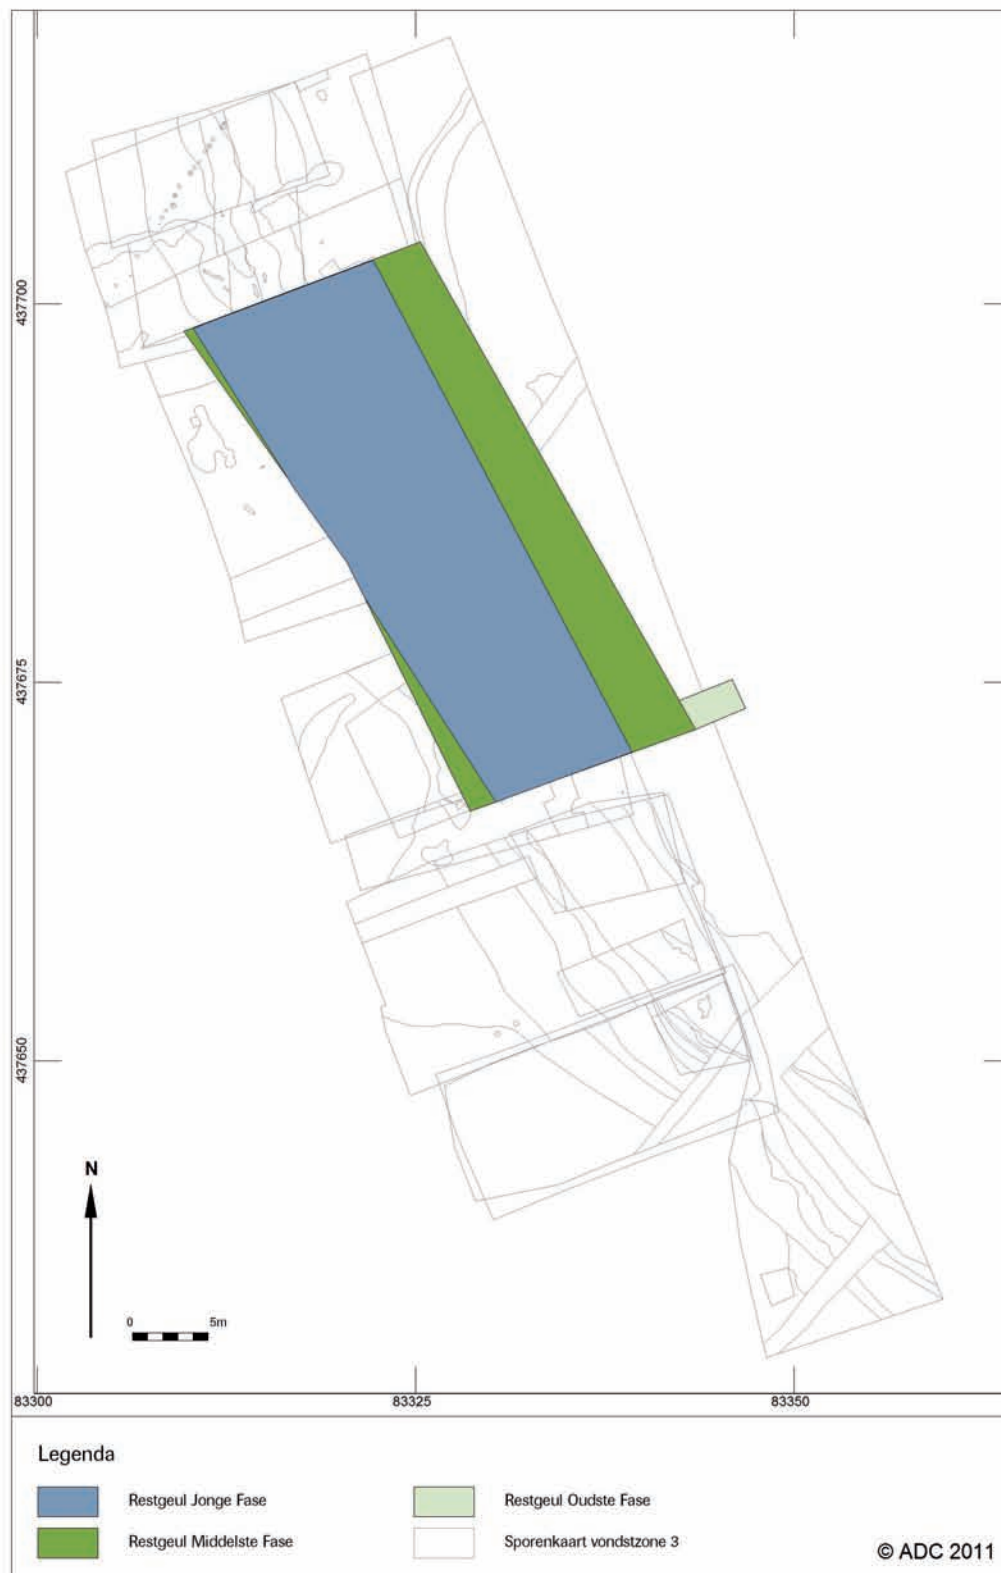 437700
437675
437650
N
0 5m
83300 83325 83350
Legenda
Restgeul Jonge Fase
Restgeul Middelste Fase
Restgeul Oudste Fase
Sporenkaart vondstzone 3
© ADC 2011